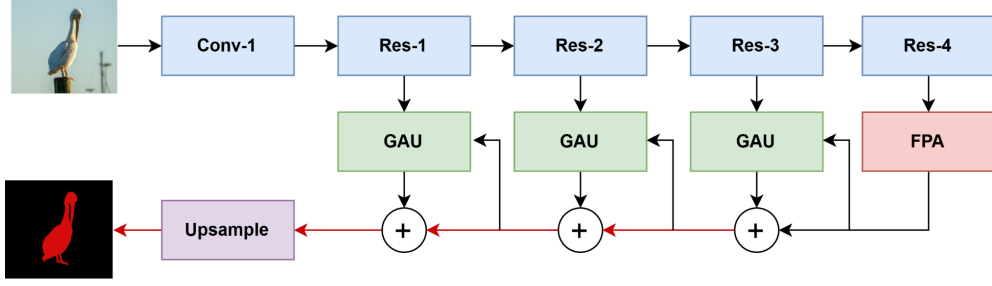 Conv-1
Res-1
Res-2
Res-3
Res-4
GAU
GAU
GAU
FPA
Upsample
+
+
+